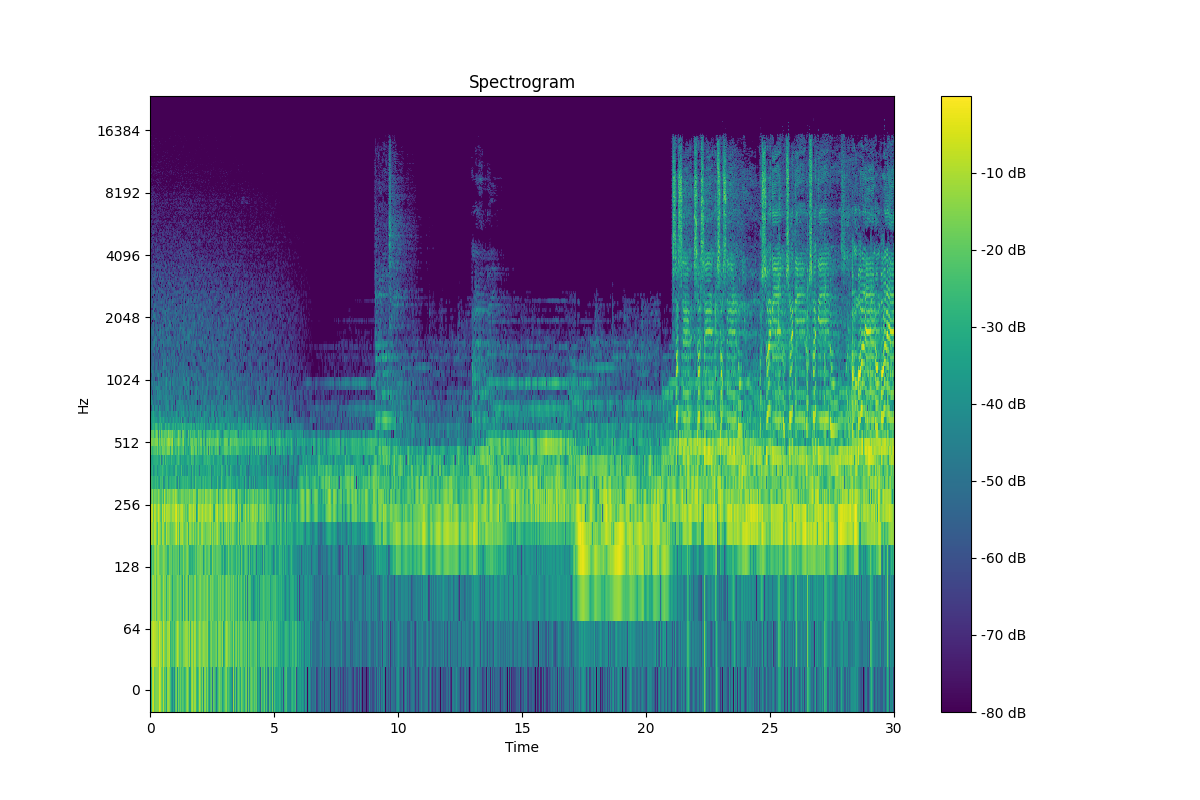 Spectrogram
16384
8192
4096
2048
1024
512
256
128
64
0
Hz
0 5 10 15 20 25 30
Time
-10 dB
-20 dB
-30 dB
-40 dB
-50 dB
-60 dB
-70 dB
-80 dB